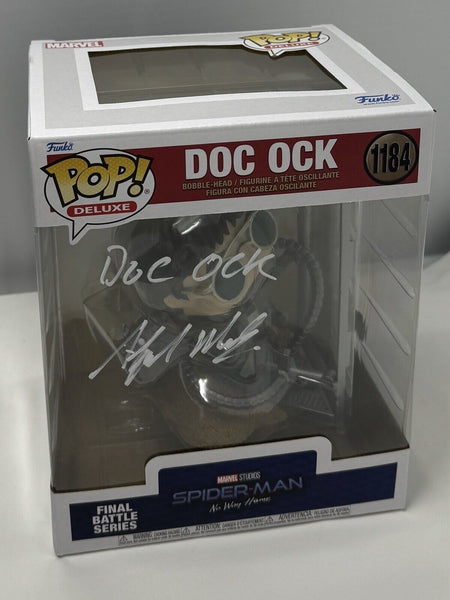 MARVEL
POP!
DELUXE
Funko
Funko
POP!
DELUXE
DOC OCK
1184
BOBBLE-HEAD / FIGURINE À TÊTE OSCILLANTE
FIGURA CON CABEZA OSCILANTE
DOC OCK
MARVEL STUDIOS
SPIDER-MAN
No Way Home
FINAL
BATTLE
SERIES